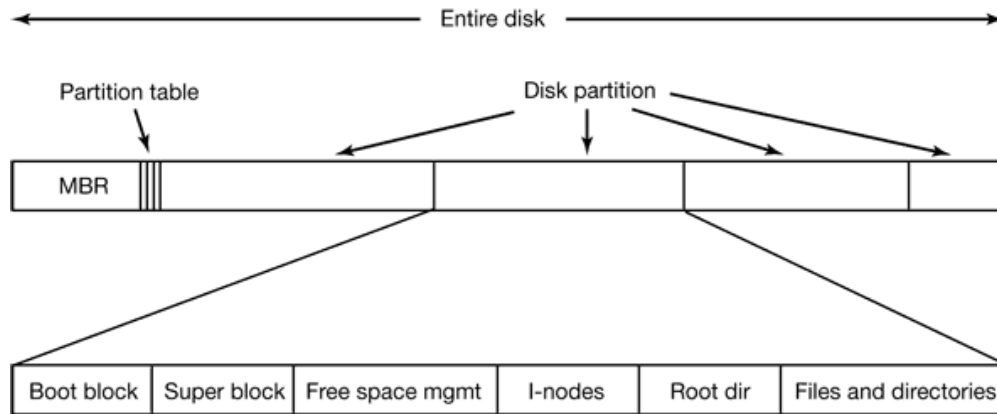 Entire disk
Partition table
Disk partition
MBR
Boot block
Super block
Free space mgmt
I-nodes
Root dir
Files and directories